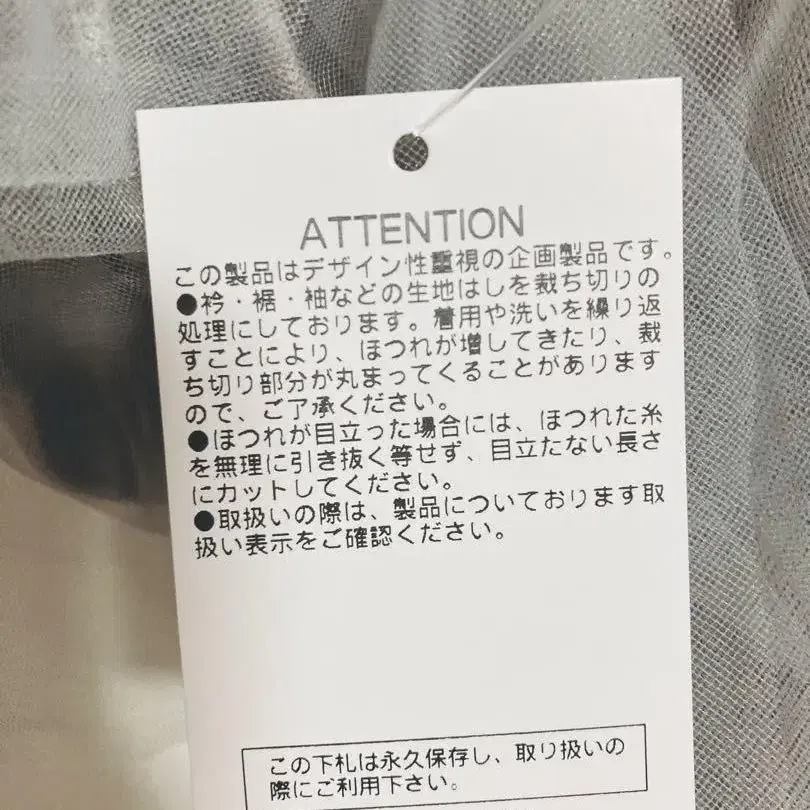 ATTENTION
この製品はデザイン性重視の企画製品です。
●衿・裾・袖などの生地はしを裁ち切りの
処理にしております。着用や洗いを繰り返
すことにより、ほつれが増してきたり、裁
ち切り部分が丸まってくることがあります
ので、ご了承ください。
●ほつれが目立った場合には、ほつれた糸
を無理に引き抜く等せず、目立たない長さ
にカットしてください。
●取扱いの際は、製品についております取
扱い表示をご確認ください。
この下札は永久保存し、取り扱いの
際にご利用下さい。